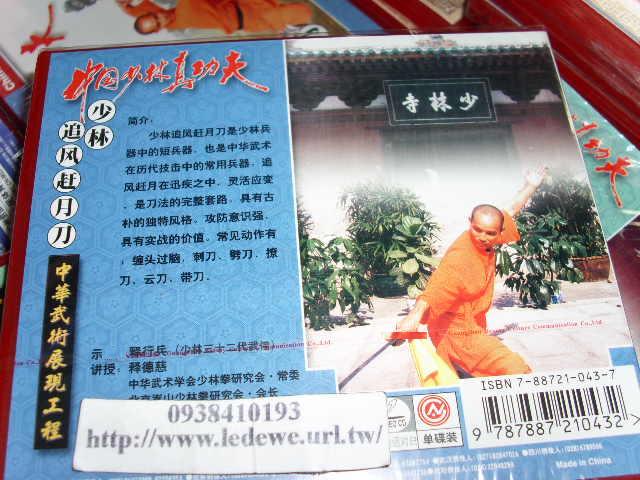 中国少林真功夫
少林
追风赶月刀
简介:
少林追风赶月刀是少林兵
器中的短兵器。也是中华武术
在历代技击中的常用兵器。追
风赶月在迅疾之中,灵活应变
。是刀法的完整套路。具有古
朴的独特风格。攻防意识强。
具有实战的价值。常见动作有
:缠头过脑。刺刀。劈刀。撩
刀。云刀。带刀。
中華武術展現工程
讲授:释德慈
中华武术学会少林拳研究会·常委
0938410193
http://www.ledewe.url.tw/
寺林少
ISBN 7-88721-043-7
9 787887 210432 >
单碟装
Made in China